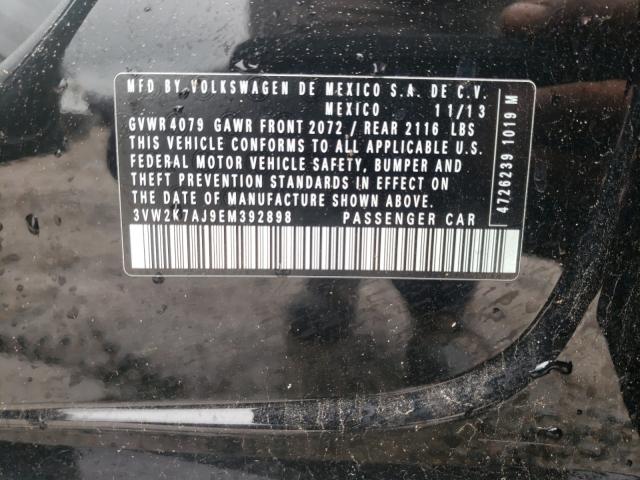 MFD BY VOLKSWAGEN DE MEXICO S.A. DE C.V.
MEXICO 11/13
GVWR 4079 GAWR FRONT 2072 / REAR 2116 LBS
THIS VEHICLE CONFORMS TO ALL APPLICABLE U.S.
FEDERAL MOTOR VEHICLE SAFETY, BUMPER AND
THEFT PREVENTION STANDARDS IN EFFECT ON
THE DATE OF MANUFACTURE SHOWN ABOVE.
3VW2K7AJ9EM392898 PASSENGER CAR
4726239 1019 M